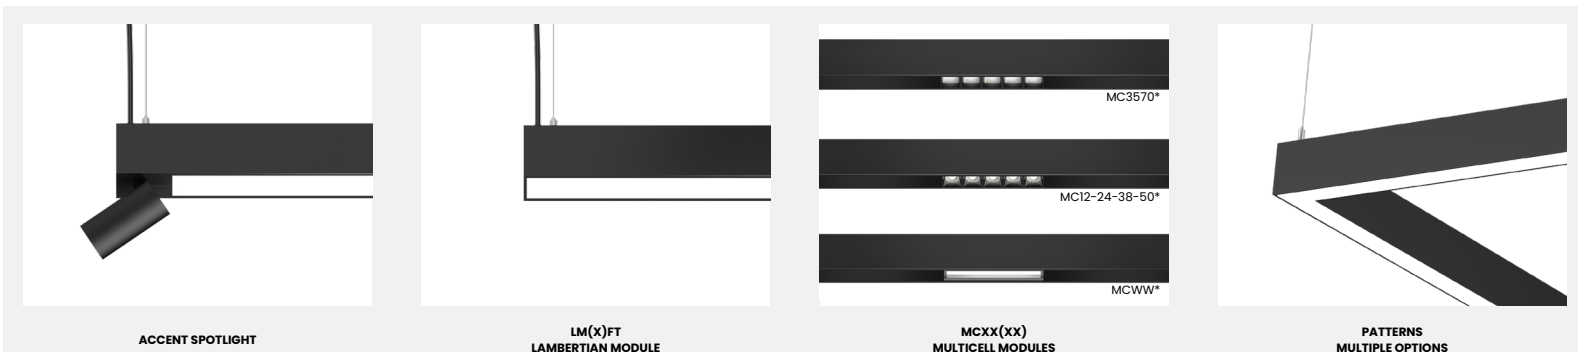 MC3570*
MC12-24-38-50*
MCWW*
ACCENT SPOTLIGHT
LM(X)FT
LAMBERTIAN MODULE
MCXX(XX)
MULTICELL MODULES
PATTERNS
MULTIPLE OPTIONS